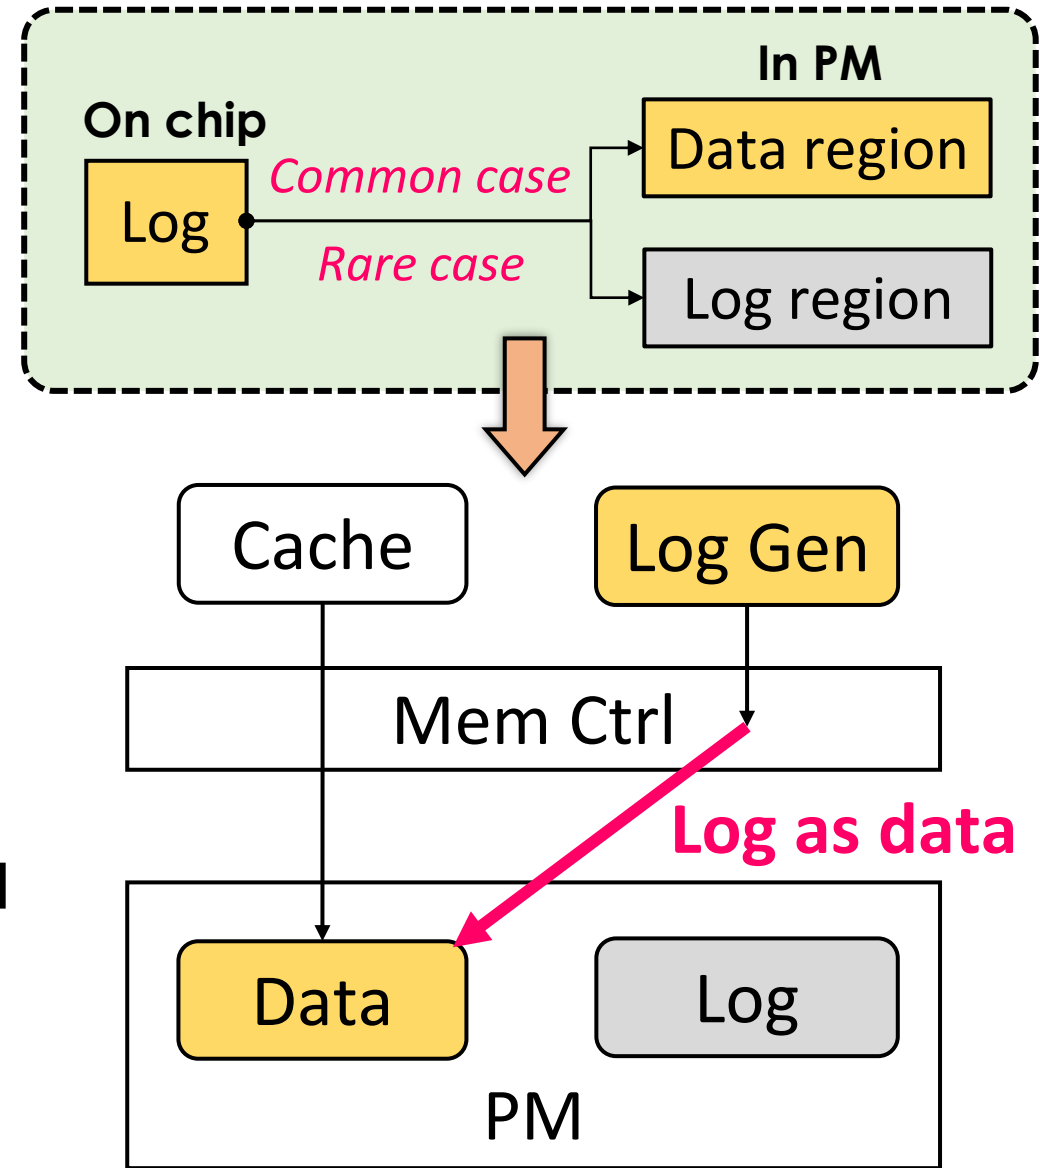 In PM
On chip
Data region
Common case
Log
Rare case
Log region
Cache
Log Gen
Mem Ctrl
Log as data
Data
Log
PM